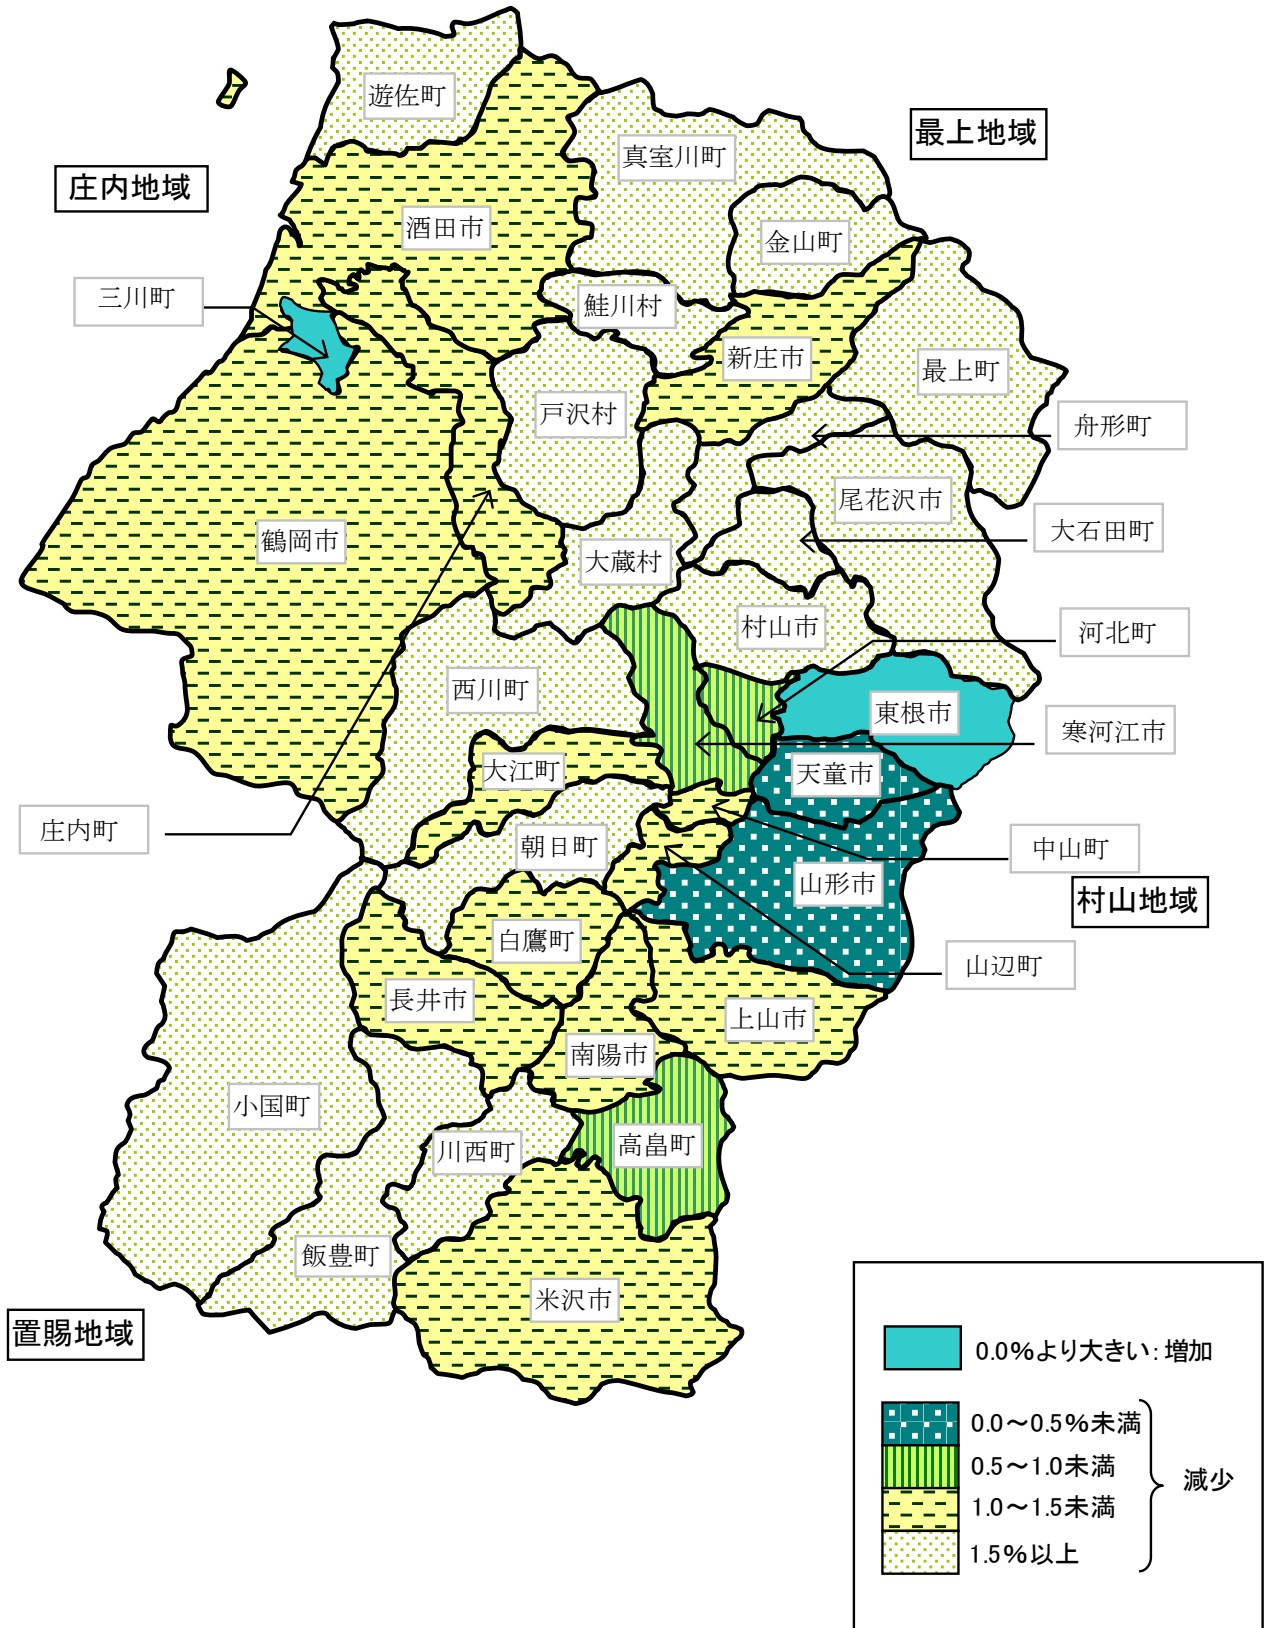 遊佐町
最上地域
真室川町
庄内地域
酒田市
金山町
三川町
鮭川村
新庄市
最上町
戸沢村
舟形町
尾花沢市
大石田町
鶴岡市
大蔵村
村山市
河北町
西川町
東根市
寒河江市
大江町
天童市
庄内町
朝日町
中山町
山形市
村山地域
白鷹町
山辺町
長井市
上山市
南陽市
小国町
川西町
高畠町
飯豊町
米沢市
置賜地域
0.0%より大きい:増加
0.0～0.5%未満
0.5～1.0未満
減少
1.0～1.5未満
1.5%以上